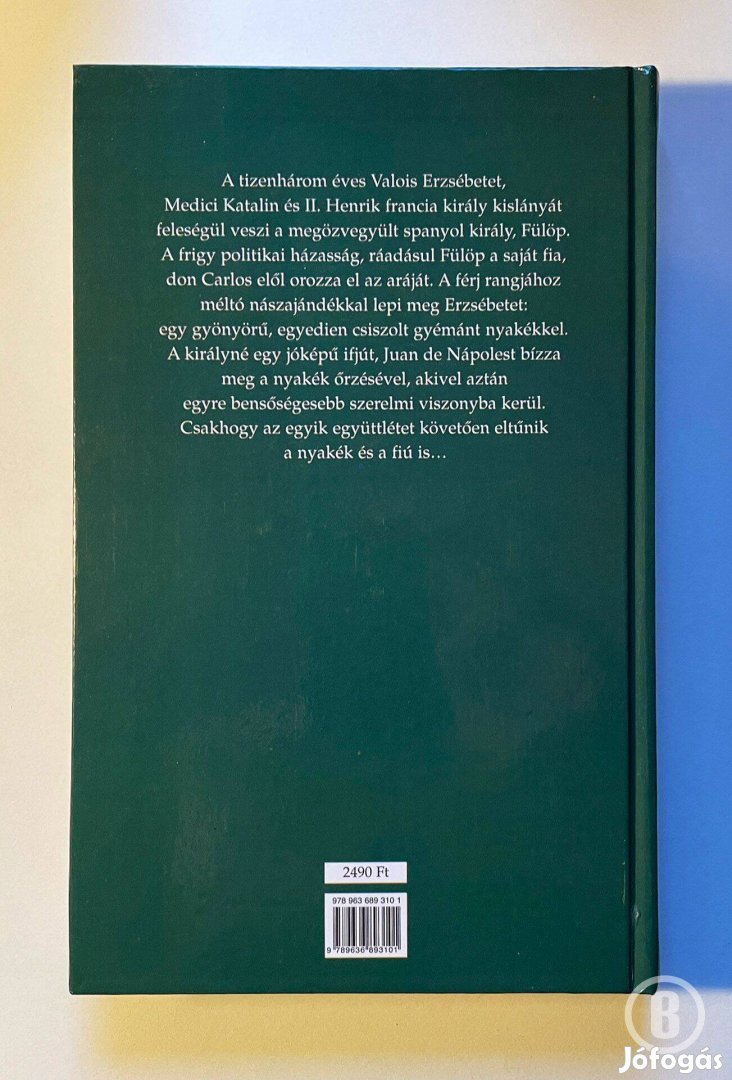 A tizenhárom éves Valois Erzsébetet,
Medici Katalin és II. Henrik francia király kislányát
feleségül veszi a megözvegyült spanyol király, Fülöp.
A frigy politikai házasság, ráadásul Fülöp a saját fia,
don Carlos elől orozza el az aráját. A férj rangjához
méltó nászajándékkal lepi meg Erzsébetet:
egy gyönyörű, egyedien csiszolt gyémánt nyakékkel.
A királyné egy jóképű ifjút, Juan de Nápolest bízza
meg a nyakék őrzésével, akivel aztán
egyre bensőségesebb szerelmi viszonyba kerül.
Csakhogy az egyik együttlétet követően eltűnik
a nyakék és a fiú is…
2490 Ft
978 963 689 310 1
9 789636 893101
B
Jófogás